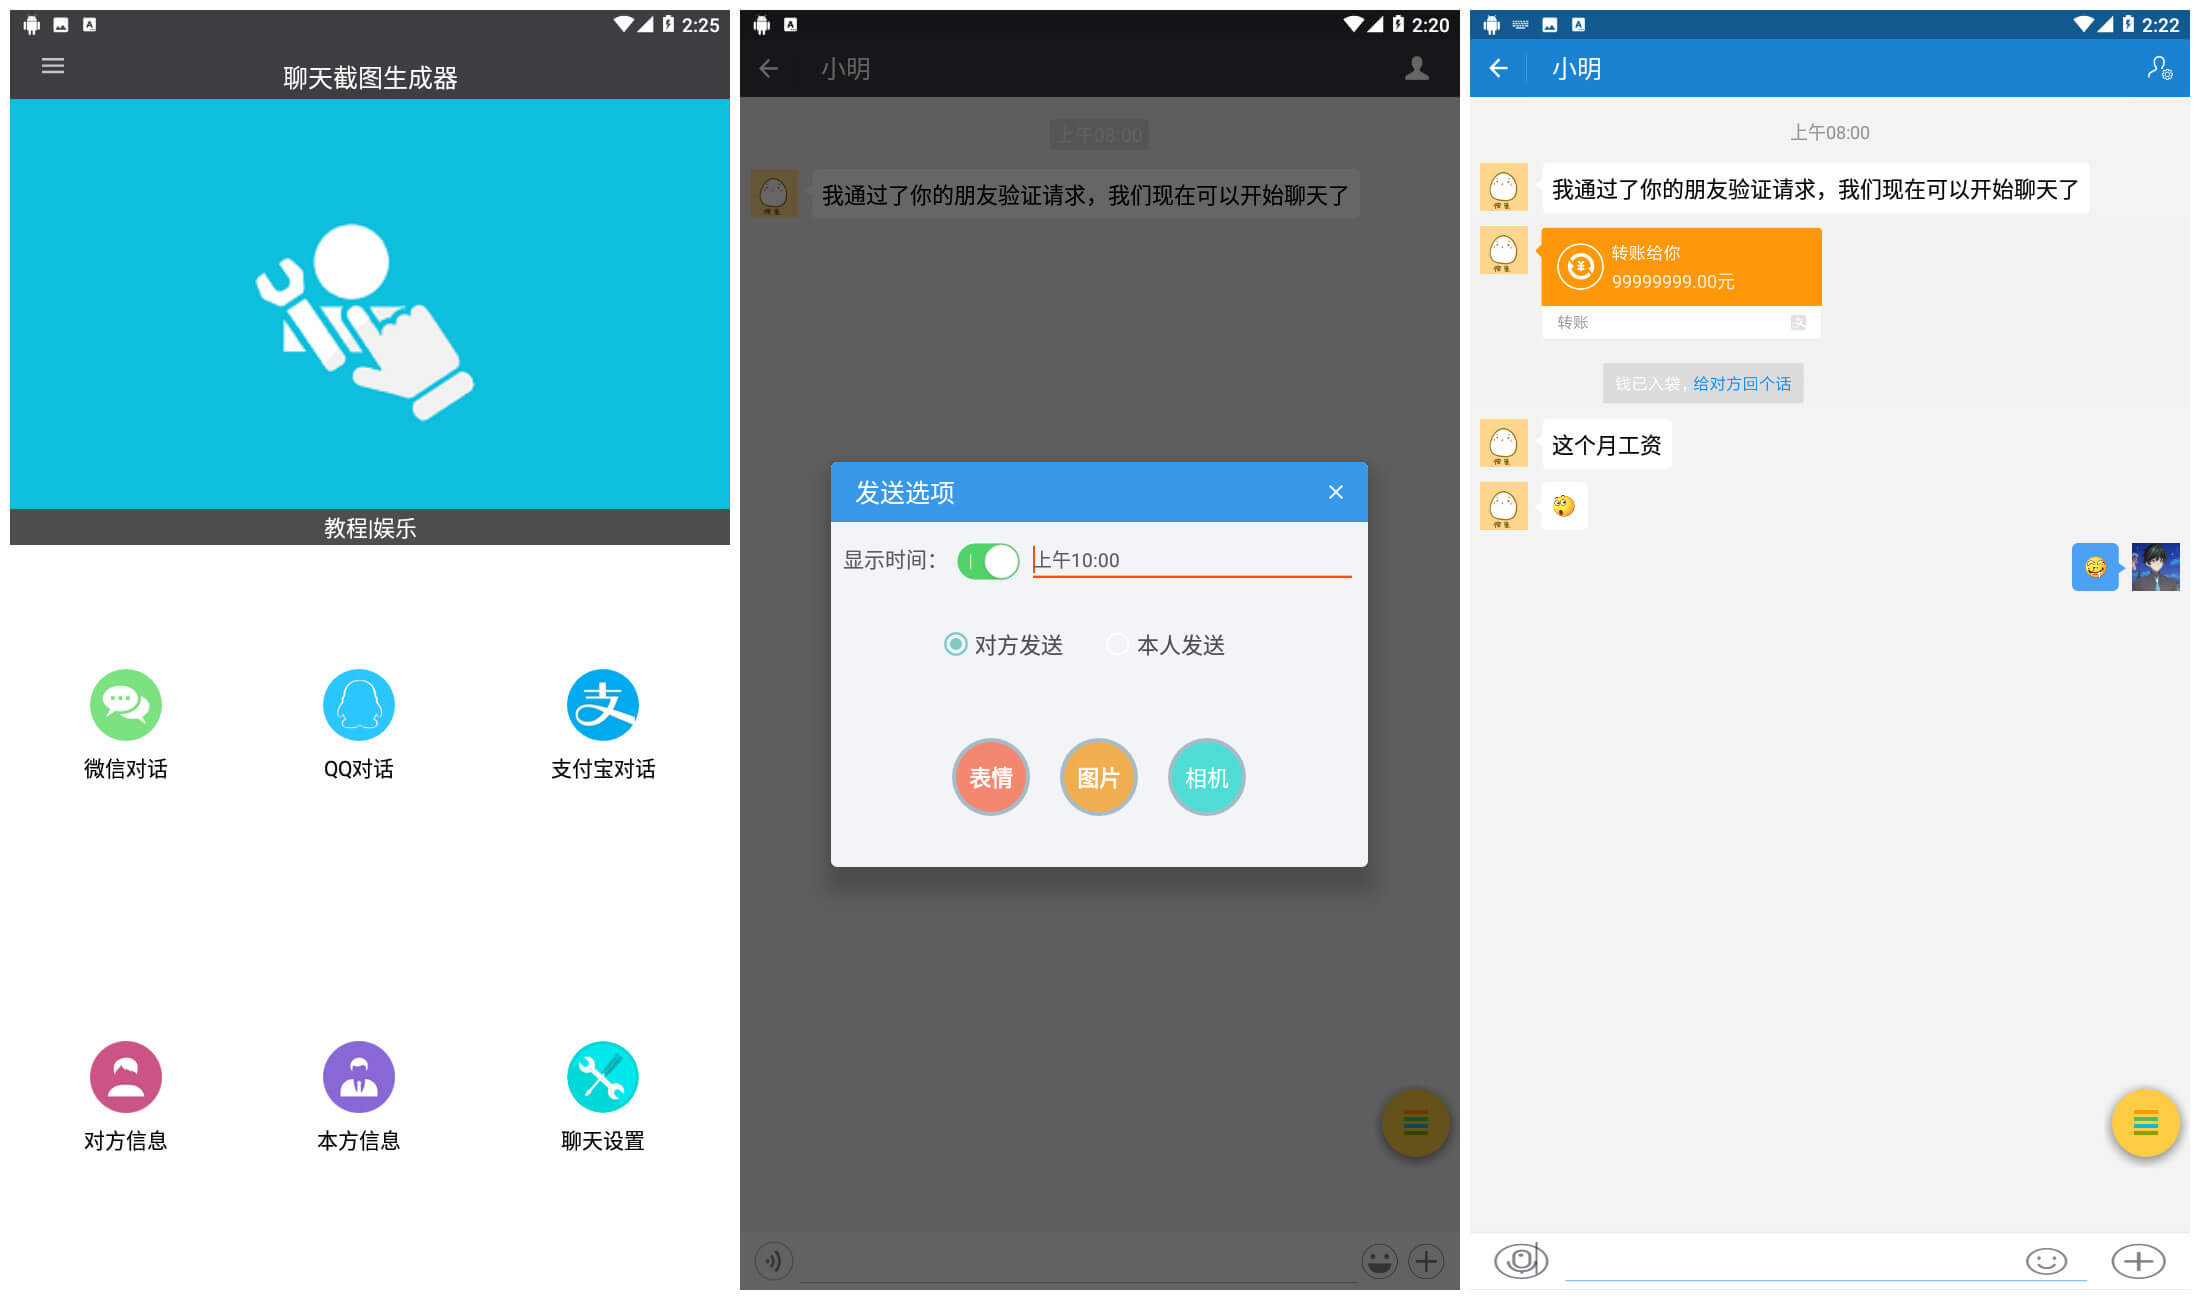 2:25
聊天截图生成器
教程|娱乐
微信对话
QQ对话
支付宝对话
对方信息
本方信息
聊天设置
2:20
小明
上午08:00
我通过了你的朋友验证请求，我们现在可以开始聊天了
发送选项
显示时间：
上午10:00
对方发送
本人发送
表情
图片
相机
2:22
小明
上午08:00
我通过了你的朋友验证请求，我们现在可以开始聊天了
转账给你
99999999.00元
转账
钱已入袋，给对方回个话
这个月工资